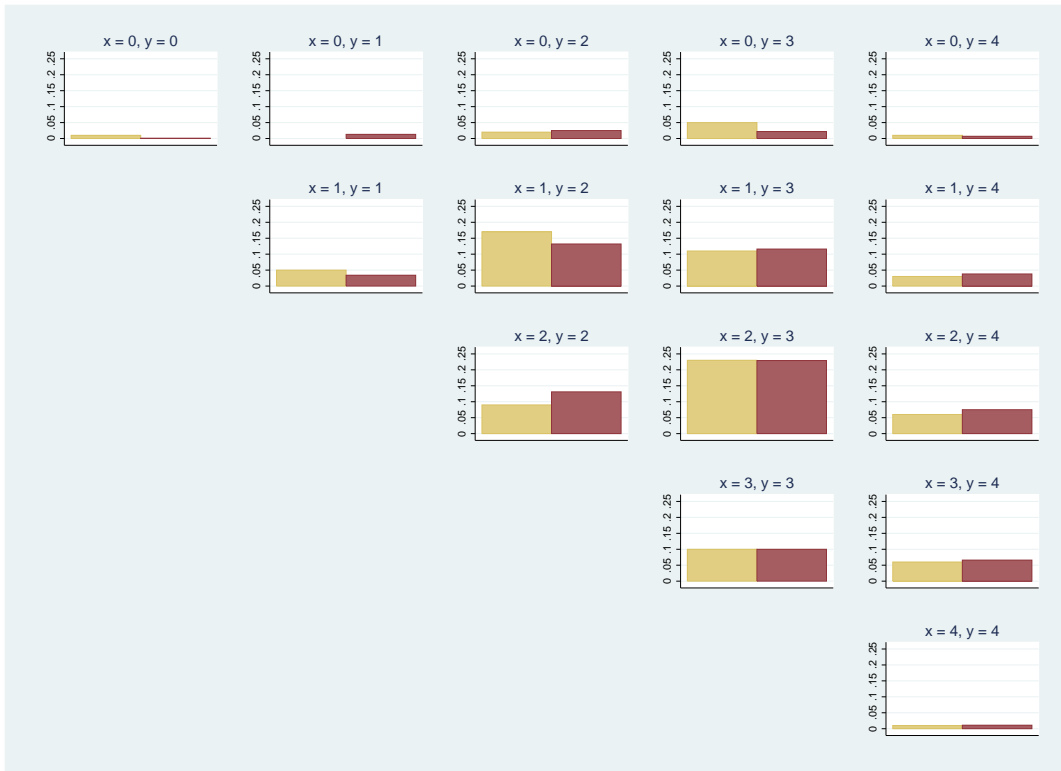 x = 0, y = 0
0 .05 .1 .15 .2 .25
x = 0, y = 1
0 .05 .1 .15 .2 .25
x = 0, y = 2
0 .05 .1 .15 .2 .25
x = 0, y = 3
0 .05 .1 .15 .2 .25
x = 0, y = 4
0 .05 .1 .15 .2 .25
x = 1, y = 1
0 .05 .1 .15 .2 .25
x = 1, y = 2
0 .05 .1 .15 .2 .25
x = 1, y = 3
0 .05 .1 .15 .2 .25
x = 1, y = 4
0 .05 .1 .15 .2 .25
x = 2, y = 2
0 .05 .1 .15 .2 .25
x = 2, y = 3
0 .05 .1 .15 .2 .25
x = 2, y = 4
0 .05 .1 .15 .2 .25
x = 3, y = 3
0 .05 .1 .15 .2 .25
x = 3, y = 4
0 .05 .1 .15 .2 .25
x = 4, y = 4
0 .05 .1 .15 .2 .25